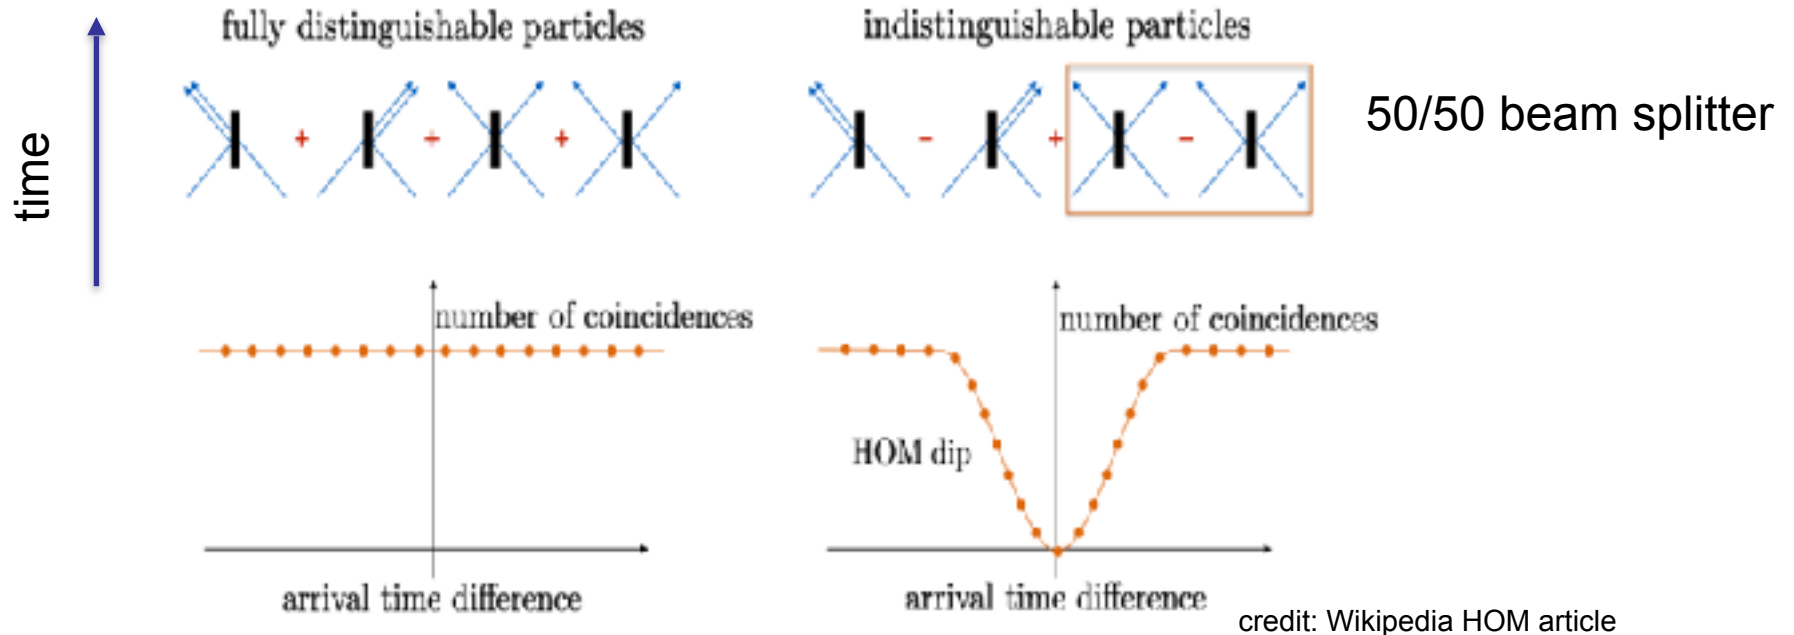 fully distinguishable particles
indistinguishable particles
50/50 beam splitter
time
+ + +
- + -
number of coincidences
number of coincidences
HOM dip
arrival time difference
arrival time difference
credit: Wikipedia HOM article